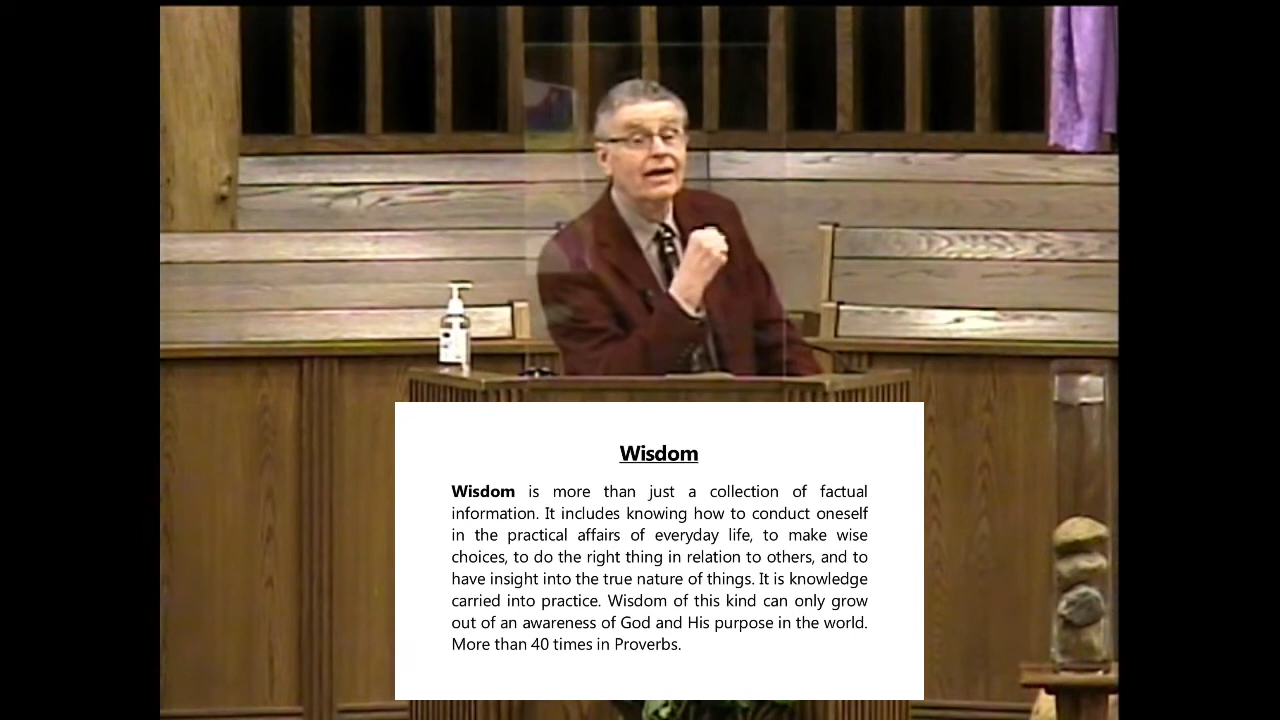 Wisdom
Wisdom is more than just a collection of factual
information. It includes knowing how to conduct oneself
in the practical affairs of everyday life, to make wise
choices, to do the right thing in relation to others, and to
have insight into the true nature of things. It is knowledge
carried into practice. Wisdom of this kind can only grow
out of an awareness of God and His purpose in the world.
More than 40 times in Proverbs.